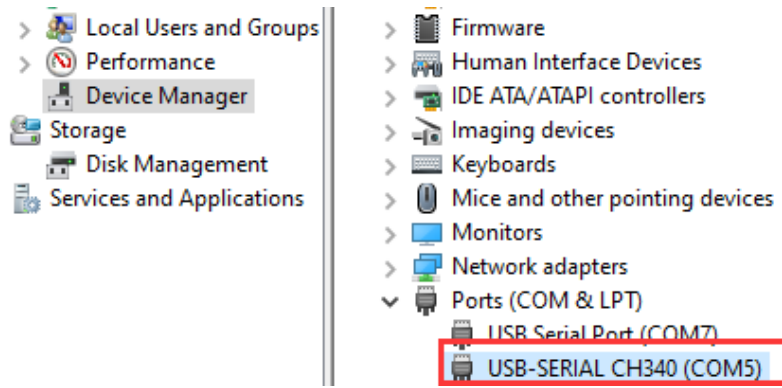 Local Users and Groups
Performance
Device Manager
Storage
Disk Management
Services and Applications
Firmware
Human Interface Devices
IDE ATA/ATAPI controllers
Imaging devices
Keyboards
Mice and other pointing devices
Monitors
Network adapters
Ports (COM & LPT)
USB Serial Port (COM7)
USB-SERIAL CH340 (COM5)